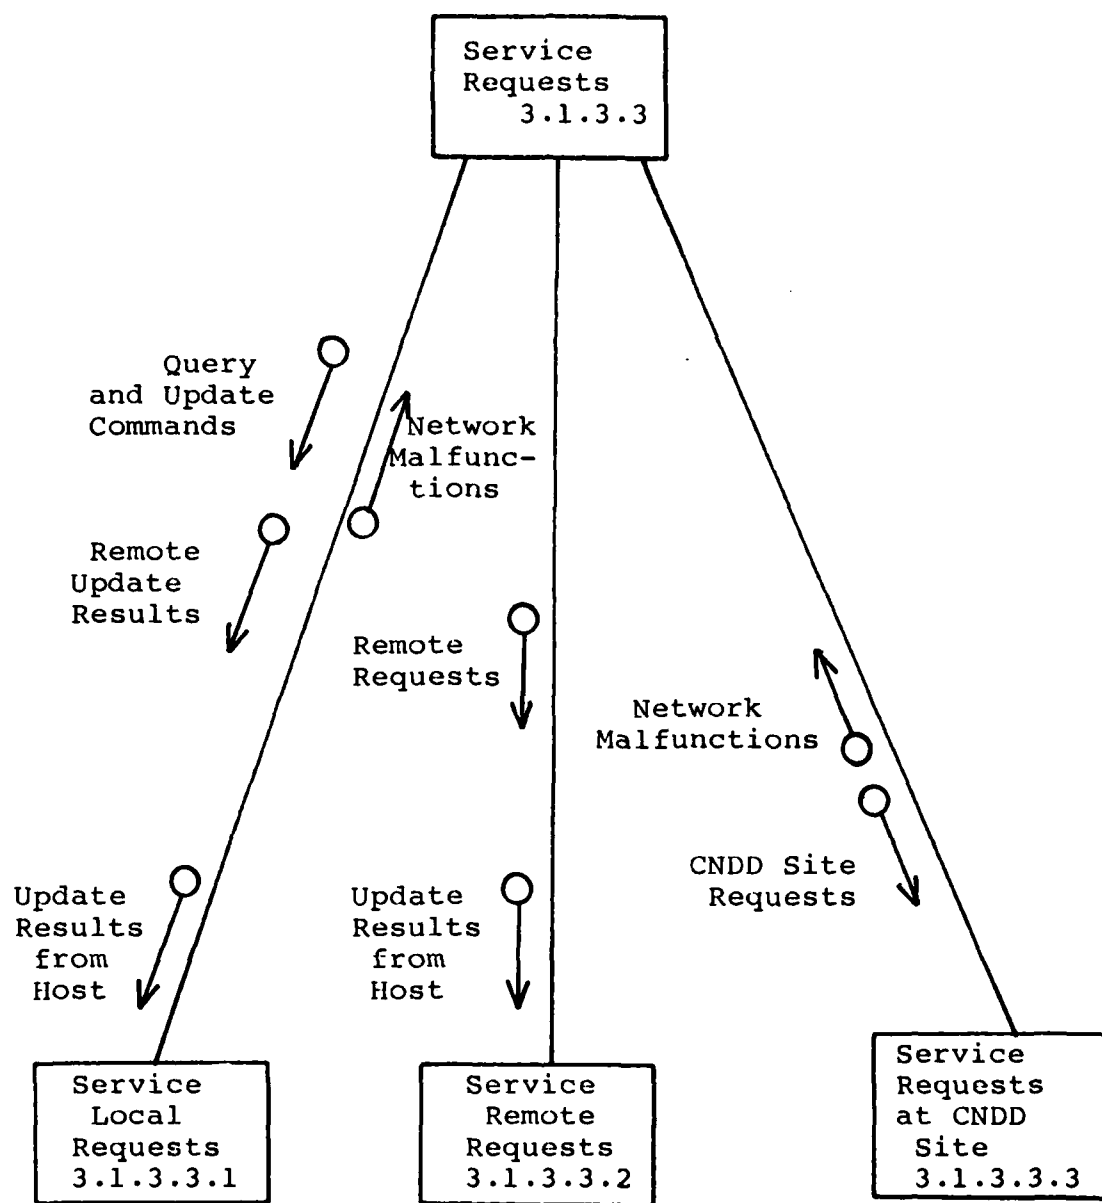 Service
Requests
3.1.3.3
Query
and Update
Commands
Network
Malfunc-
tions
Remote
Update
Results
Remote
Requests
Network
Malfunctions
CNDD Site
Requests
Update
Results
from
Host
Update
Results
from
Host
Service
Local
Requests
3.1.3.3.1
Service
Remote
Requests
3.1.3.3.2
Service
Requests
at CNDD
Site
3.1.3.3.3